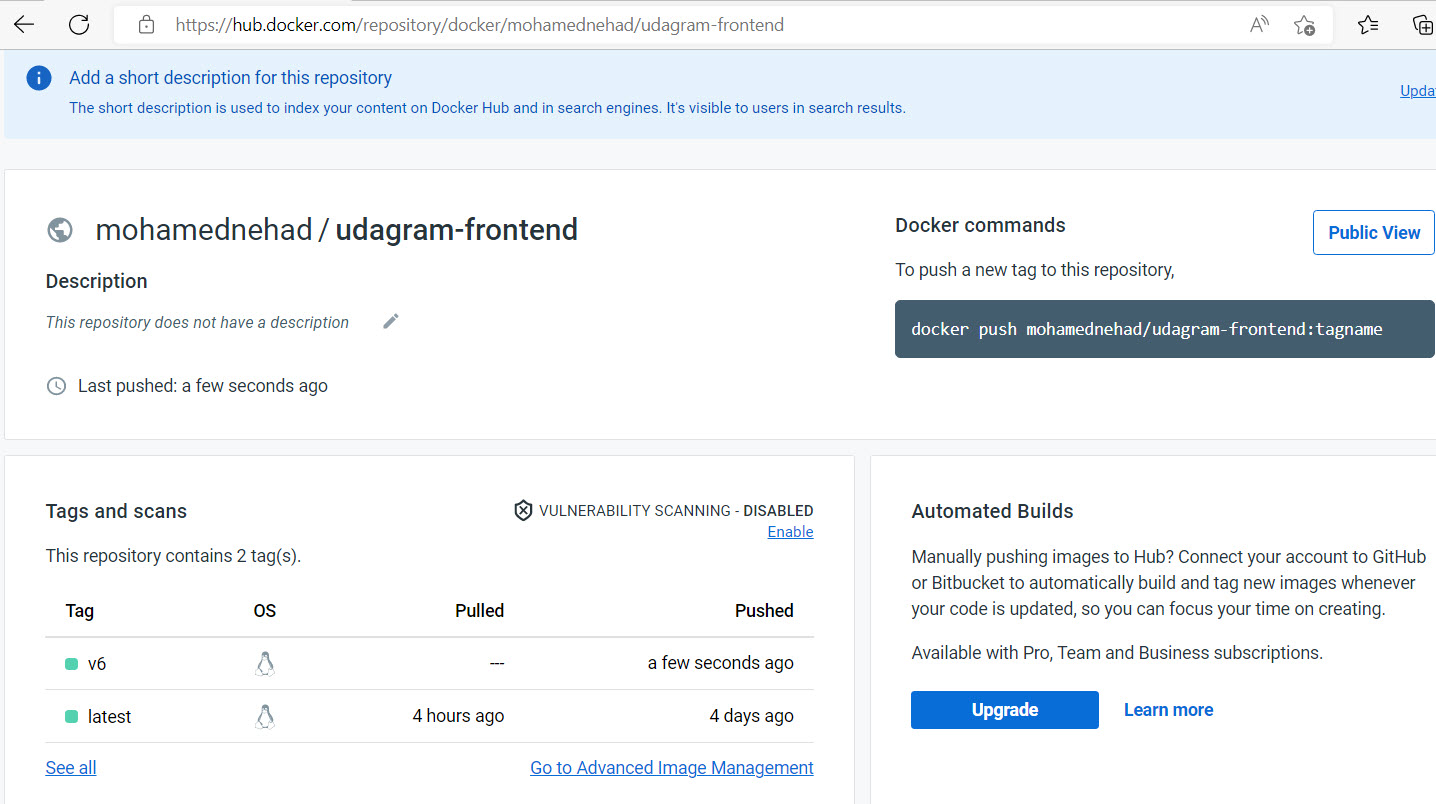 https://hub.docker.com/repository/docker/mohamednehad/udagram-frontend
Add a short description for this repository
The short description is used to index your content on Docker Hub and in search engines. It's visible to users in search results.
Updat
mohamednehad / udagram-frontend
Description
This repository does not have a description
Last pushed: a few seconds ago
Docker commands
Public View
To push a new tag to this repository,
docker push mohamednehad/udagram-frontend:tagname
Tags and scans
VULNERABILITY SCANNING - DISABLED
Enable
This repository contains 2 tag(s).
Tag OS Pulled Pushed
v6 --- a few seconds ago
latest 4 hours ago 4 days ago
See all
Go to Advanced Image Management
Automated Builds
Manually pushing images to Hub? Connect your account to GitHub
or Bitbucket to automatically build and tag new images whenever
your code is updated, so you can focus your time on creating.
Available with Pro, Team and Business subscriptions.
Upgrade
Learn more